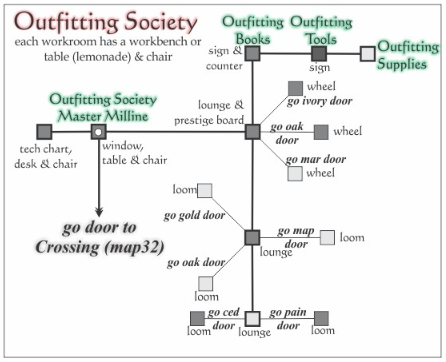 Outfitting Society
each workroom has a workbench or
table (lemonade) & chair
Outfitting
Books
Outfitting
Tools
sign &
counter
sign
Outfitting
Supplies
Outfitting Society
Master Milline
lounge &
prestige board
wheel
go ivory door
go oak
door
wheel
go mar door
wheel
tech chart,
desk & chair
window,
table & chair
go door to
Crossing (map32)
loom
go gold door
go map
door
loom
lounge
go oak door
loom
go ced
door
loom
lounge
go pain
door
loom